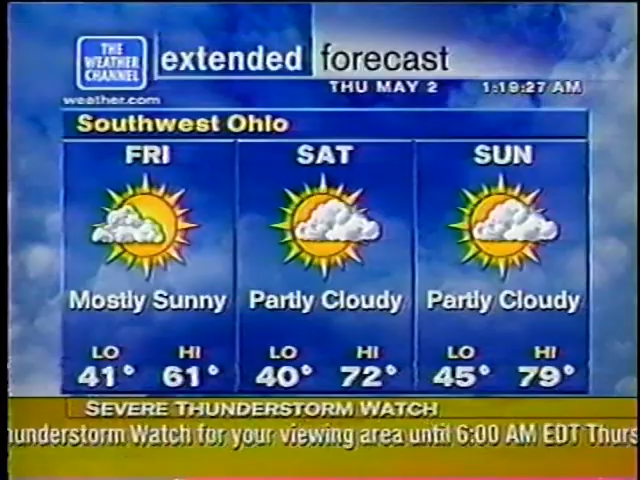 THE
WEATHER
CHANNEL
extended forecast
weather.com
THU MAY 2 1:19:27 AM
Southwest Ohio
FRI SAT SUN
Mostly Sunny Partly Cloudy Partly Cloudy
LO HI LO HI LO HI
41° 61° 40° 72° 45° 79°
SEVERE THUNDERSTORM WATCH
hunderstorm Watch for your viewing area until 6:00 AM EDT Thurs